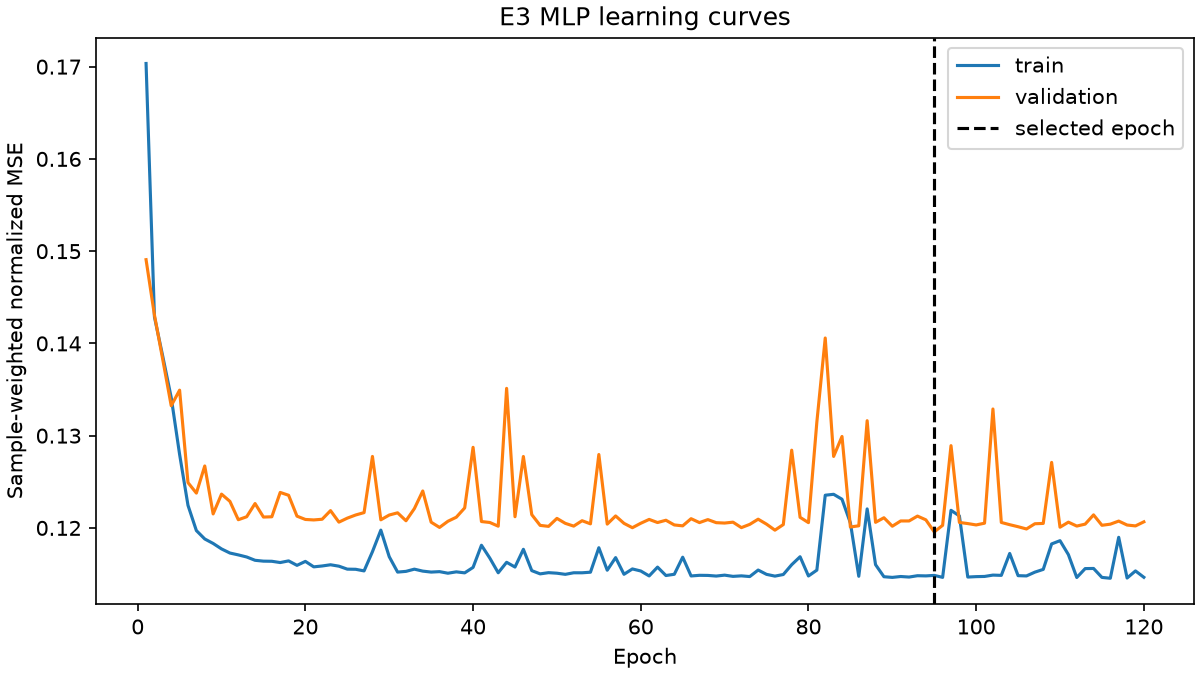 E3 MLP learning curves
Sample-weighted normalized MSE
0.17
0.16
0.15
0.14
0.13
0.12
train
validation
selected epoch
0 20 40 60 80 100 120
Epoch